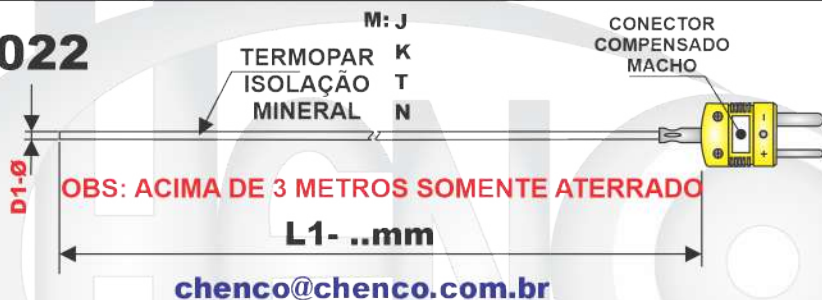 022
M: J
K
T
N
TERMOPAR
ISOLAÇÃO
MINERAL
CONECTOR
COMPENSADO
MACHO
D1-Ø
- 
+
OBS: ACIMA DE 3 METROS SOMENTE ATERRADO
L1- ..mm
chenco@chenco.com.br